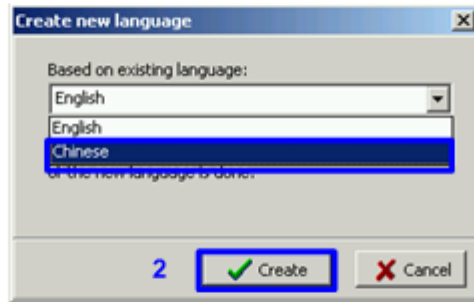 Create new language
Based on existing language:
English
English
Chinese
of the new language is done.
2
Create
Cancel